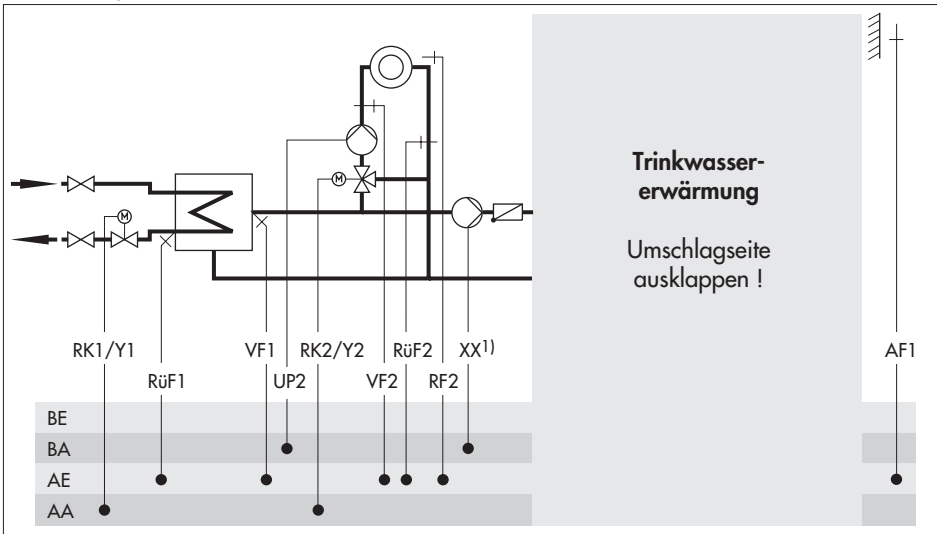 Trinkwasser-
erwärmung
Umschlagseite
ausklappen !
M
M
RK1/Y1
VF1
RK2/Y2
RüF2
XX1)
AF1
RüF1
UP2
VF2
RF2
BE
BA
AE
AA